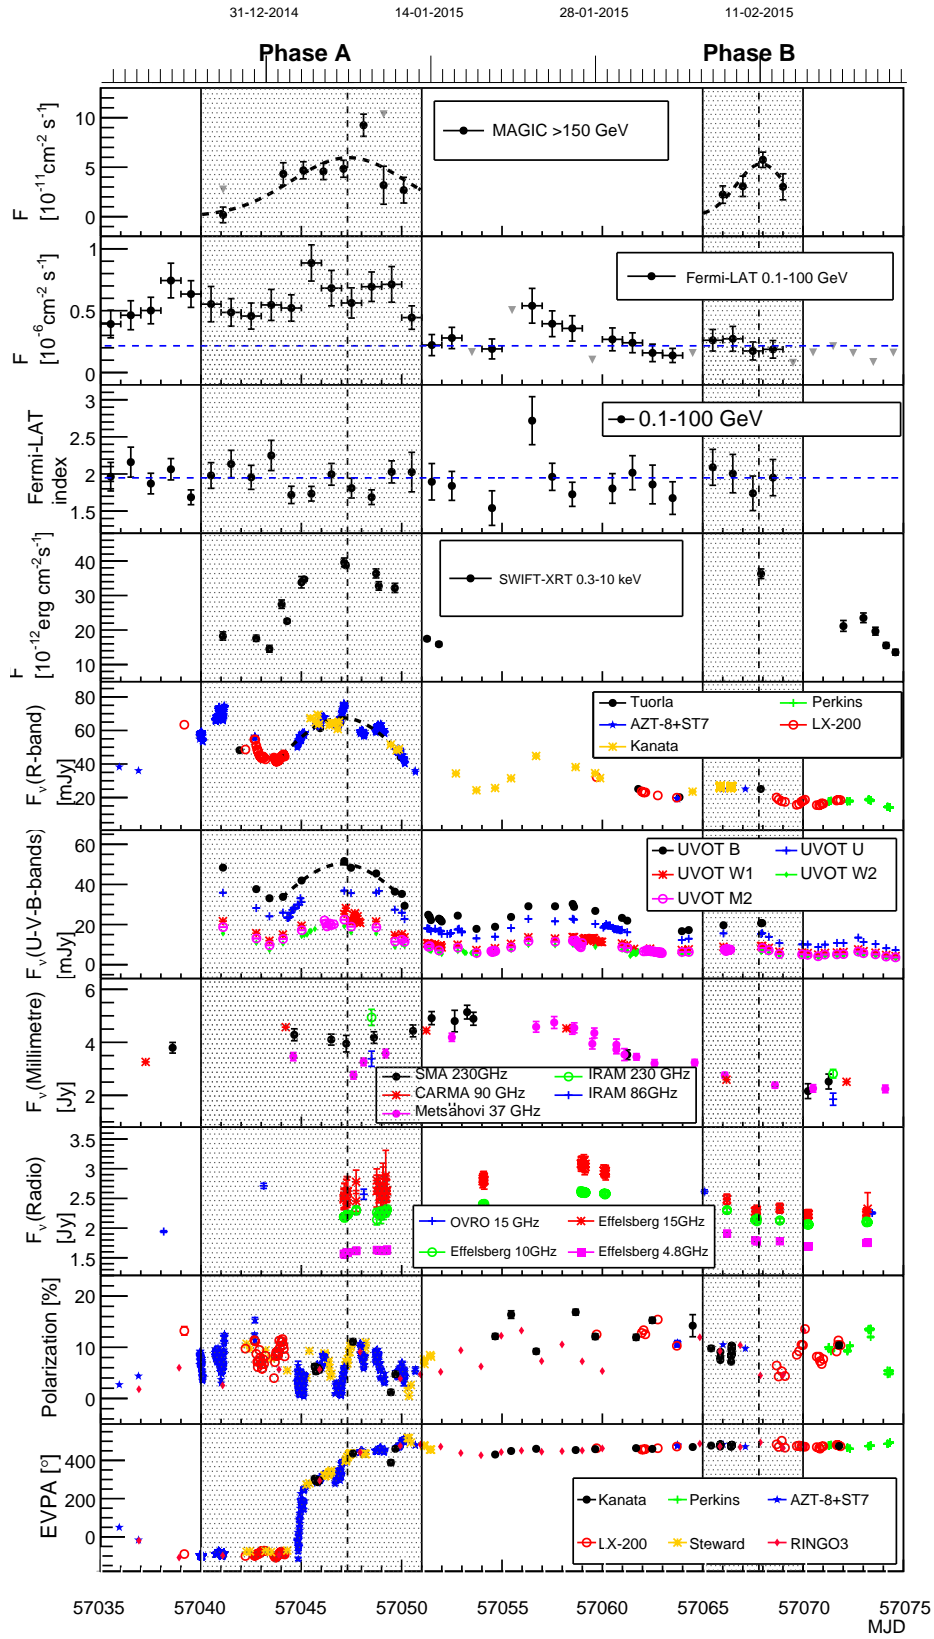 31-12-2014 14-01-2015 28-01-2015 11-02-2015
Phase A Phase B
F [10⁻¹¹cm⁻² s⁻¹]
10
5
0
MAGIC >150 GeV
F [10⁻⁶cm⁻² s⁻¹]
1
0.5
0
Fermi-LAT 0.1-100 GeV
Fermi-LAT index
3
2.5
2
1.5
0.1-100 GeV
F [10⁻¹²erg cm⁻²s⁻¹]
40
30
20
10
SWIFT-XRT 0.3-10 keV
Fν(R-band) [mJy]
80
60
40
20
Tuorla Perkins
AZT-8+ST7 LX-200
Kanata
Fν(U-V-B-bands) [mJy]
60
40
20
0
UVOT B UVOT U
UVOT W1 UVOT W2
UVOT M2
Fν(Millimetre) [Jy]
6
4
2
SMA 230GHz IRAM 230 GHz
CARMA 90 GHz IRAM 86GHz
Metsähovi 37 GHz
Fν(Radio) [Jy]
3.5
3
2.5
2
1.5
OVRO 15 GHz Effelsberg 15GHz
Effelsberg 10GHz Effelsberg 4.8GHz
Polarization [%]
20
10
0
EVPA [°]
400
200
0
Kanata Perkins AZT-8+ST7
LX-200 Steward RINGO3
57035 57040 57045 57050 57055 57060 57065 57070 57075
MJD